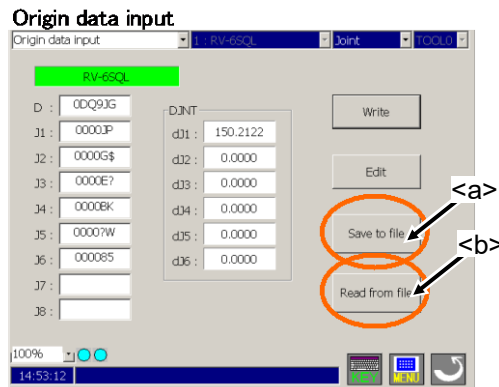 Origin data input
Origin data input 1 : RV-6SQL Joint TOOL0
RV-6SQL
D : 0DQ9JG
J1 : 0000JP
J2 : 0000G$
J3 : 0000E?
J4 : 0000BK
J5 : 0000?W
J6 : 000085
J7 :
J8 :
DJNT
dJ1 : 150.2122
dJ2 : 0.0000
dJ3 : 0.0000
dJ4 : 0.0000
dJ5 : 0.0000
dJ6 : 0.0000
Write
Edit
<a>
Save to file
<b>
Read from file
100%
14:53:12
KEY MENU